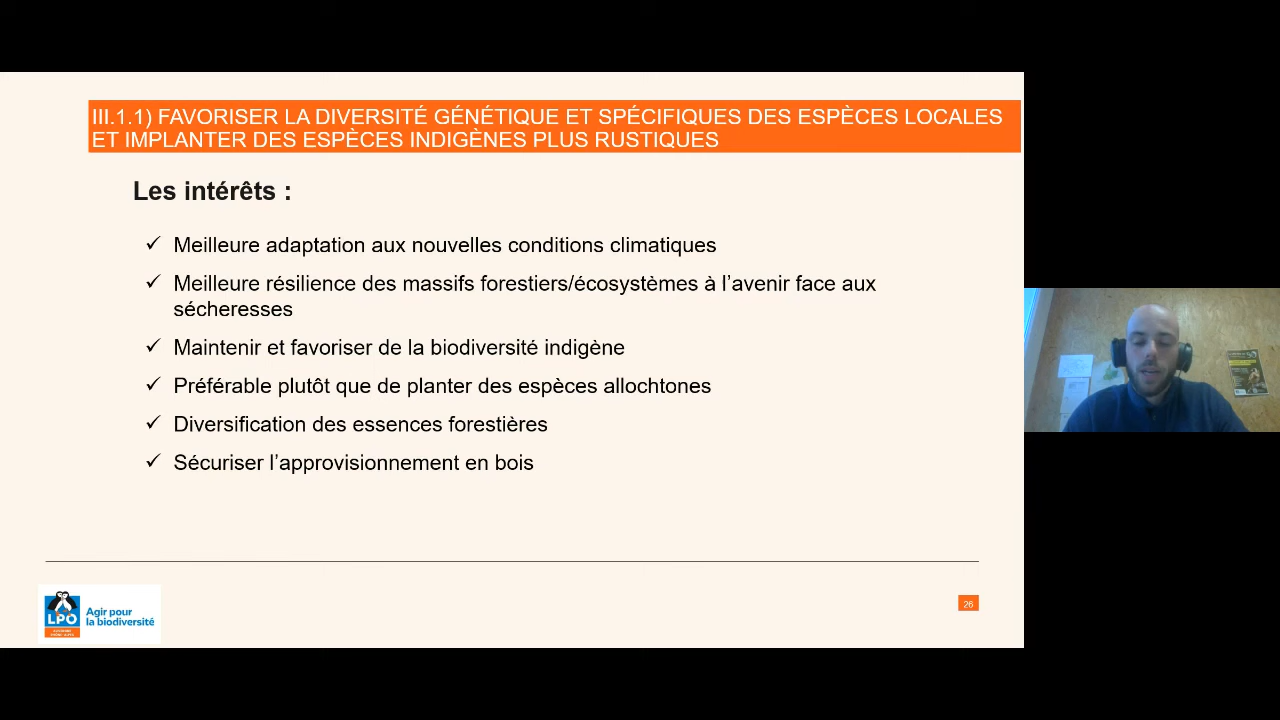 III.1.1) FAVORISER LA DIVERSITÉ GÉNÉTIQUE ET SPÉCIFIQUES DES ESPÈCES LOCALES
ET IMPLANTER DES ESPÈCES INDIGÈNES PLUS RUSTIQUES
Les intérêts :
✓ Meilleure adaptation aux nouvelles conditions climatiques
✓ Meilleure résilience des massifs forestiers/écosystèmes à l’avenir face aux
sécheresses
✓ Maintenir et favoriser de la biodiversité indigène
✓ Préférable plutôt que de planter des espèces allochtones
✓ Diversification des essences forestières
✓ Sécuriser l’approvisionnement en bois
LPO
Agir pour
la biodiversité
26